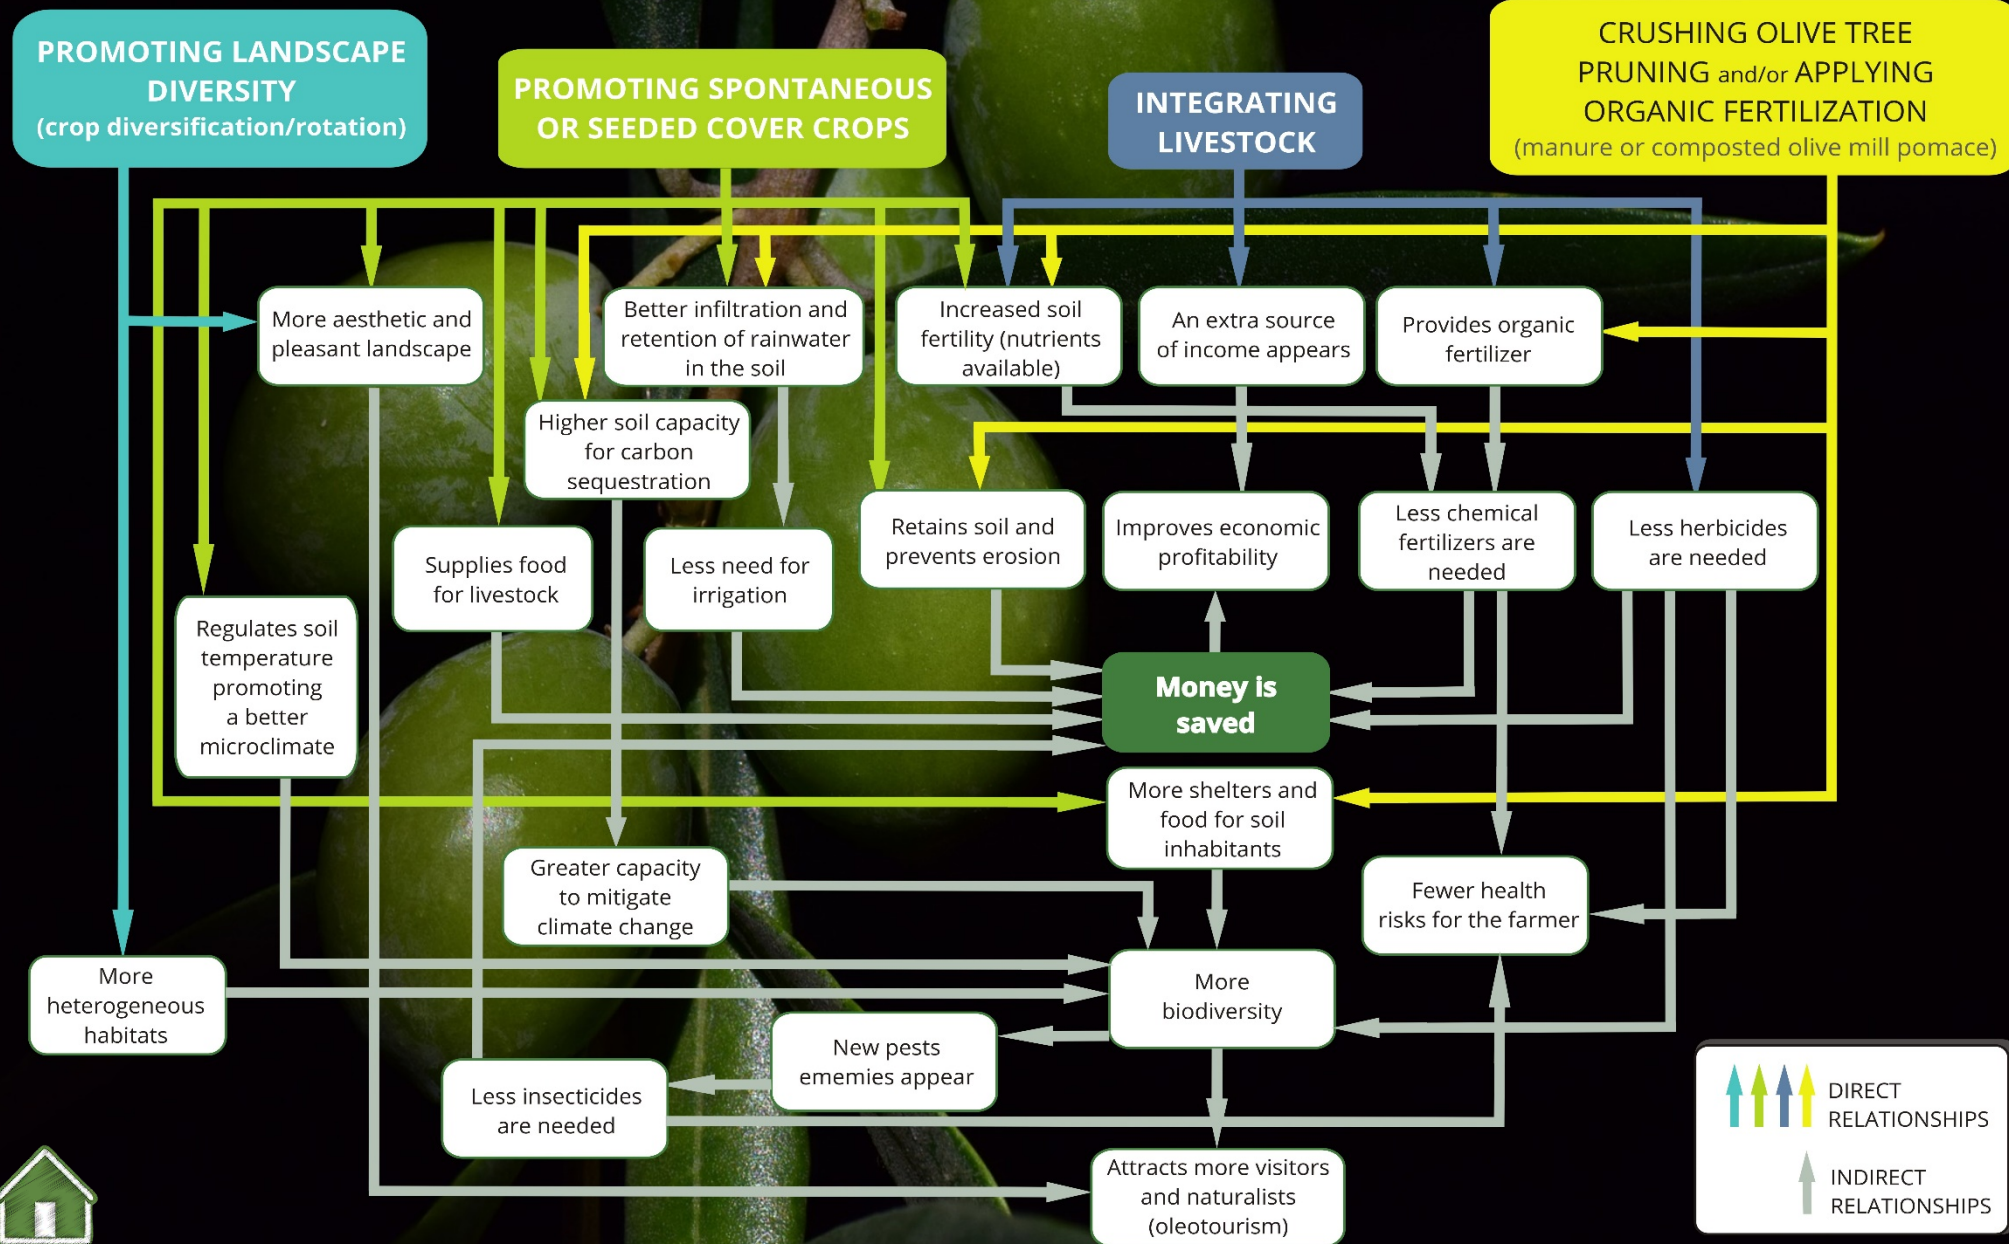 PROMOTING LANDSCAPE
DIVERSITY
(crop diversification/rotation)
PROMOTING SPONTANEOUS
OR SEEDED COVER CROPS
INTEGRATING
LIVESTOCK
CRUSHING OLIVE TREE
PRUNING and/or APPLYING
ORGANIC FERTILIZATION
(manure or composted olive mill pomace)
More aesthetic and
pleasant landscape
Better infiltration and
retention of rainwater
in the soil
Increased soil
fertility (nutrients
available)
An extra source
of income appears
Provides organic
fertilizer
Higher soil capacity
for carbon
sequestration
Retains soil and
prevents erosion
Improves economic
profitability
Less chemical
fertilizers are
needed
Less herbicides
are needed
Supplies food
for livestock
Less need for
irrigation
Regulates soil
temperature
promoting
a better
microclimate
Money is
saved
More shelters and
food for soil
inhabitants
Greater capacity
to mitigate
climate change
Fewer health
risks for the farmer
More
heterogeneous
habitats
More
biodiversity
New pests
ememies appear
Less insecticides
are needed
Attracts more visitors
and naturalists
(oleotourism)
DIRECT
RELATIONSHIPS
INDIRECT
RELATIONSHIPS